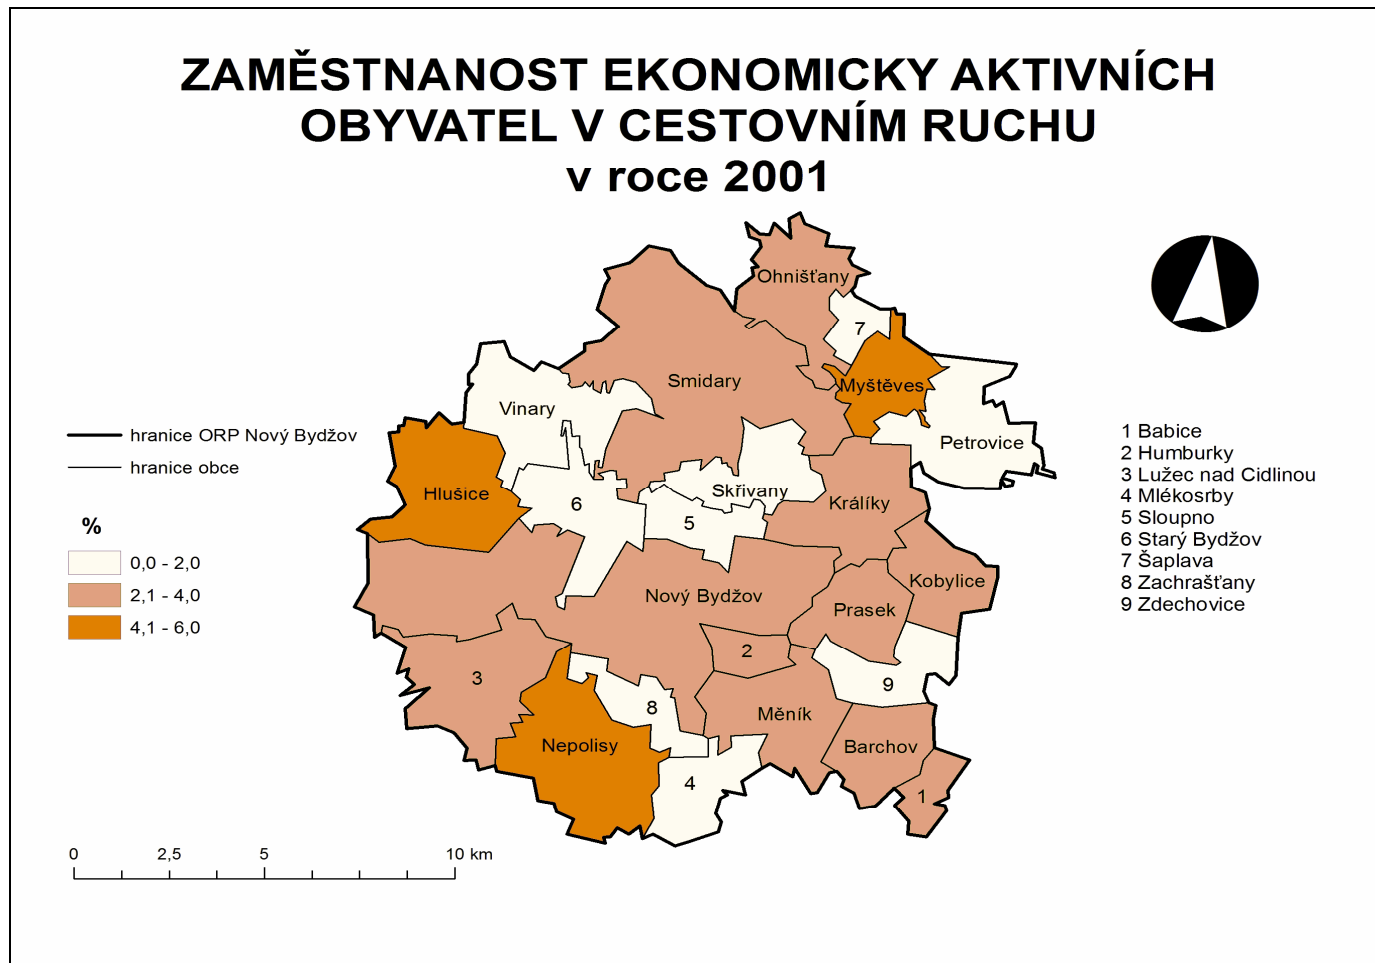 ZAMĚSTNANOST EKONOMICKY AKTIVNÍCH
OBYVATEL V CESTOVNÍM RUCHU
v roce 2001
Ohnišťany
7
Smidary
Myštěves
Vinary
Petrovice
hranice ORP Nový Bydžov
hranice obce
Hlušice
6
Skřivany
5
Králíky
1 Babice
2 Humburky
3 Lužec nad Cidlinou
4 Mlékosrby
5 Sloupno
6 Starý Bydžov
7 Šaplava
8 Zachrašťany
9 Zdechovice
%
0,0 - 2,0
2,1 - 4,0
4,1 - 6,0
Nový Bydžov
Prasek
Kobylice
2
3
9
8
Měník
Nepolisy
Barchov
4
1
0
2,5
5
10 km